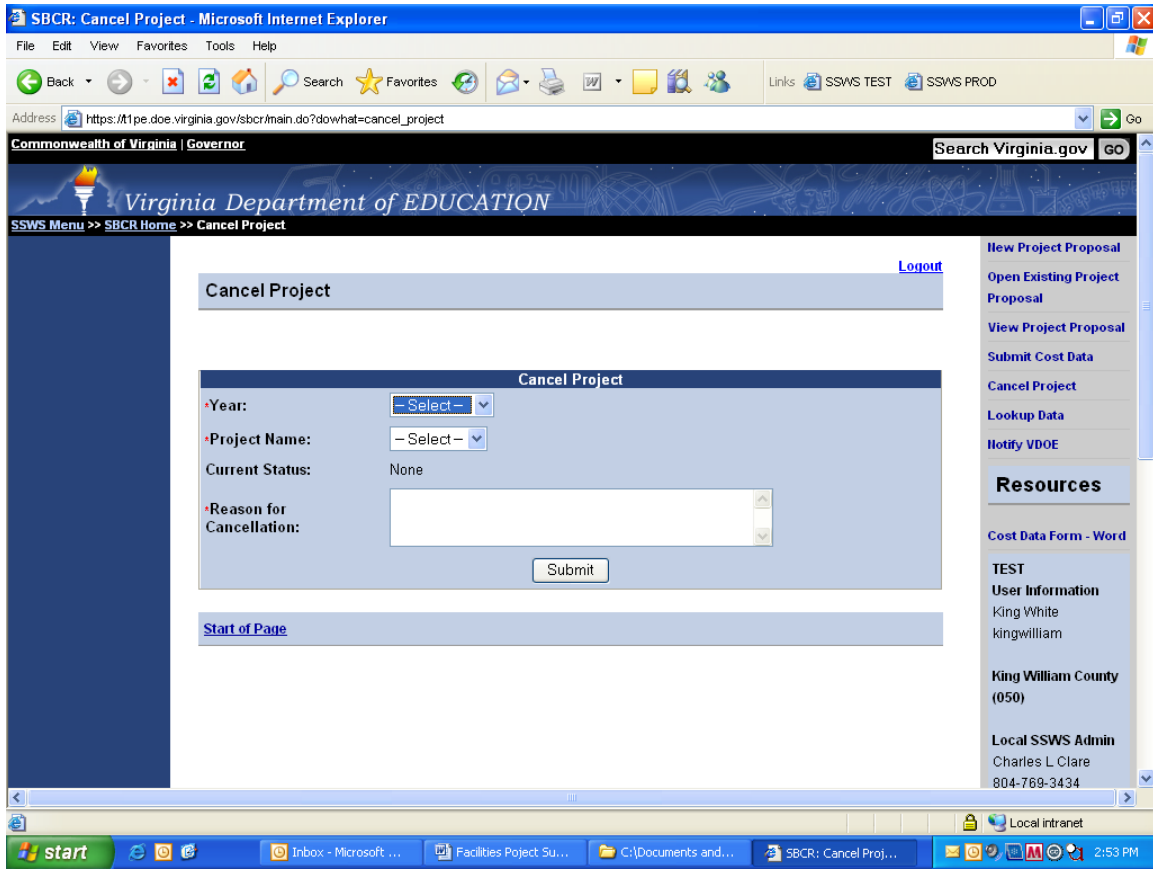 SBCR: Cancel Project - Microsoft Internet Explorer
File Edit View Favorites Tools Help
Back Search Favorites Links SSWS TEST SSWS PROD
Address https://t1pe.doe.virginia.gov/sbcr/main.do?dowhat=cancel_project Go
Commonwealth of Virginia | Governor
Search Virginia.gov GO
Virginia Department of EDUCATION
SSWS Menu >> SBCR Home >> Cancel Project
Logout
Cancel Project
Cancel Project
*Year: -- Select --
*Project Name: -- Select --
Current Status: None
*Reason for
Cancellation:
Submit
Start of Page
New Project Proposal
Open Existing Project
Proposal
View Project Proposal
Submit Cost Data
Cancel Project
Lookup Data
Notify VDOE
Resources
Cost Data Form - Word
TEST
User Information
King White
kingwilliam
King William County
(050)
Local SSWS Admin
Charles L Clare
804-769-3434
Local intranet
start Inbox - Microsoft ... Facilities Poject Su... C:\Documents and... SBCR: Cancel Proj... 2:53 PM